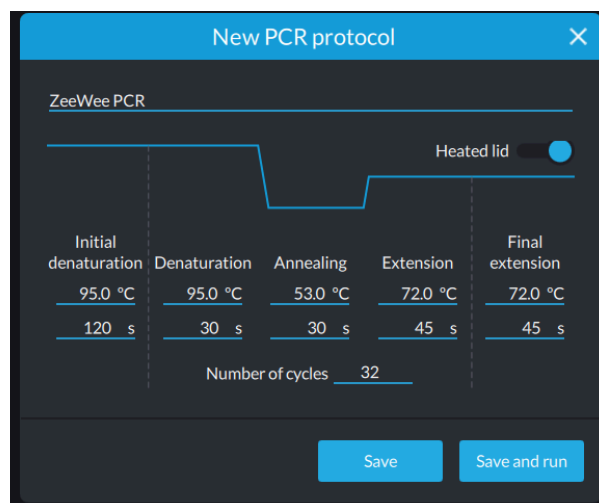 New PCR protocol
ZeeWee PCR
Heated lid
Initial
denaturation
Denaturation
Annealing
Extension
Final
extension
95.0 °C
95.0 °C
53.0 °C
72.0 °C
72.0 °C
120 s
30 s
30 s
45 s
45 s
Number of cycles 32
Save
Save and run